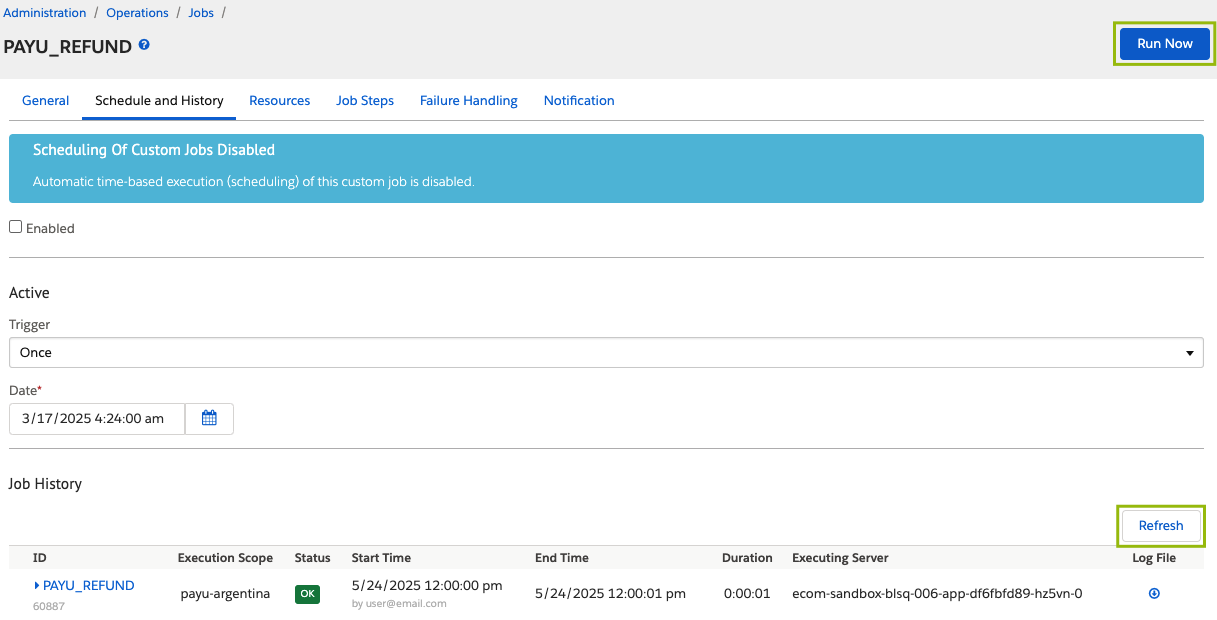 Administration / Operations / Jobs /
PAYU_REFUND ?
Run Now
General Schedule and History Resources Job Steps Failure Handling Notification
Scheduling Of Custom Jobs Disabled
Automatic time-based execution (scheduling) of this custom job is disabled.
Enabled
Active
Trigger
Once
Date*
3/17/2025 4:24:00 am
Job History
Refresh
ID Execution Scope Status Start Time End Time Duration Executing Server Log File
PAYU_REFUND payu-argentina OK 5/24/2025 12:00:00 pm 5/24/2025 12:00:01 pm 0:00:01 ecom-sandbox-blsq-006-app-df6fbfd89-hz5vn-0
60887 by user@email.com